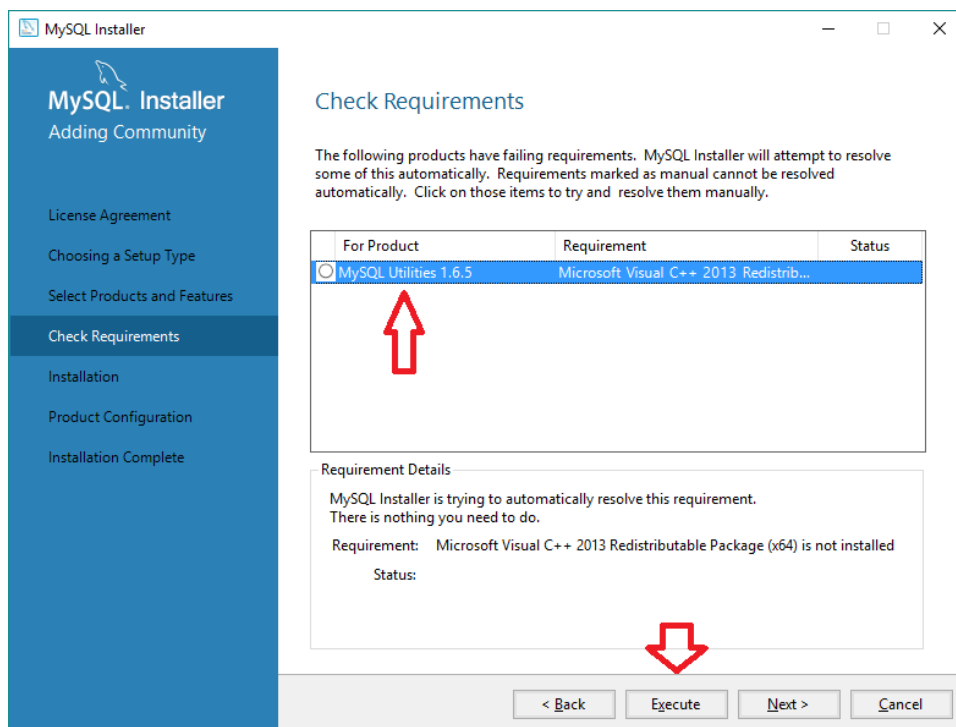 MySQL Installer
MySQL. Installer
Adding Community
License Agreement
Choosing a Setup Type
Select Products and Features
Check Requirements
Installation
Product Configuration
Installation Complete
Check Requirements
The following products have failing requirements. MySQL Installer will attempt to resolve
some of this automatically. Requirements marked as manual cannot be resolved
automatically. Click on those items to try and resolve them manually.
For Product Requirement Status
MySQL Utilities 1.6.5 Microsoft Visual C++ 2013 Redistrib...
Requirement Details
MySQL Installer is trying to automatically resolve this requirement.
There is nothing you need to do.
Requirement: Microsoft Visual C++ 2013 Redistributable Package (x64) is not installed
Status:
< Back Execute Next > Cancel